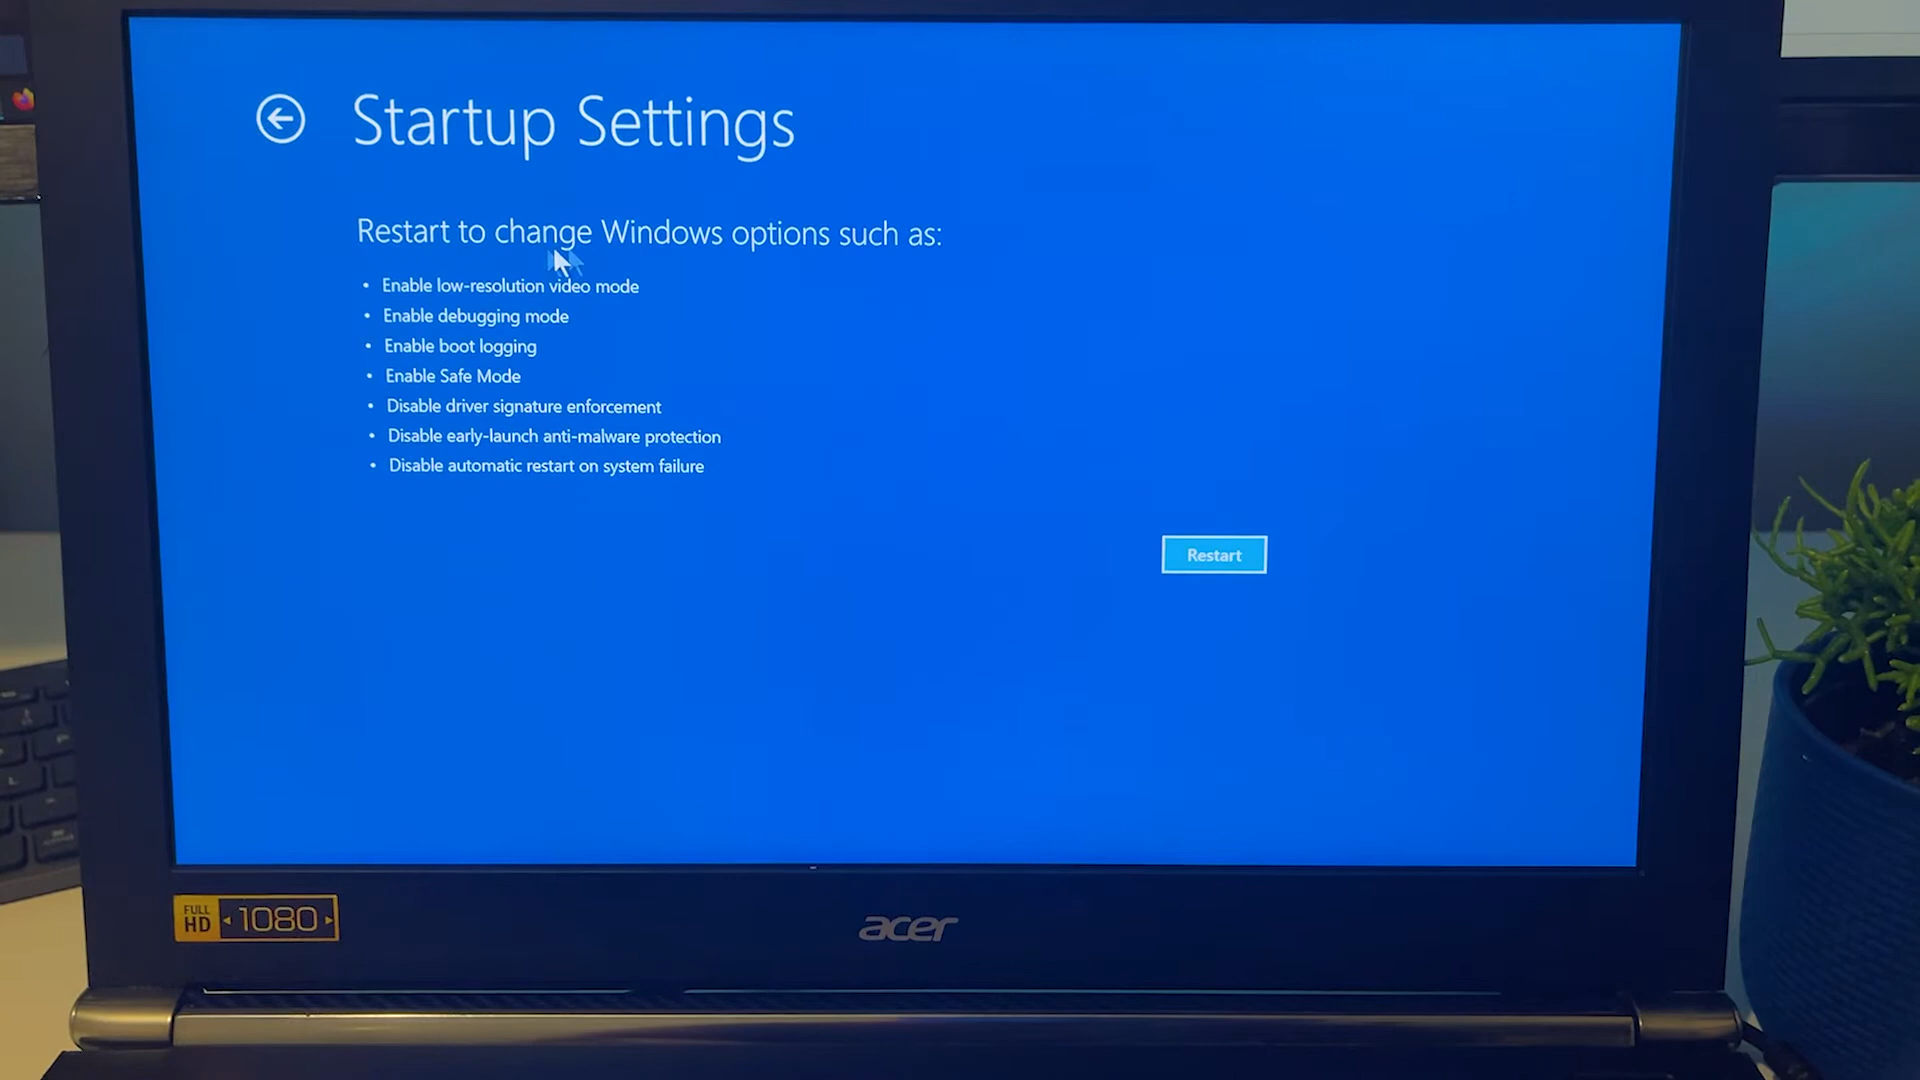 Startup Settings
Restart to change Windows options such as:
• Enable low-resolution video mode
• Enable debugging mode
• Enable boot logging
• Enable Safe Mode
• Disable driver signature enforcement
• Disable early-launch anti-malware protection
• Disable automatic restart on system failure
Restart
FULL HD 1080
acer